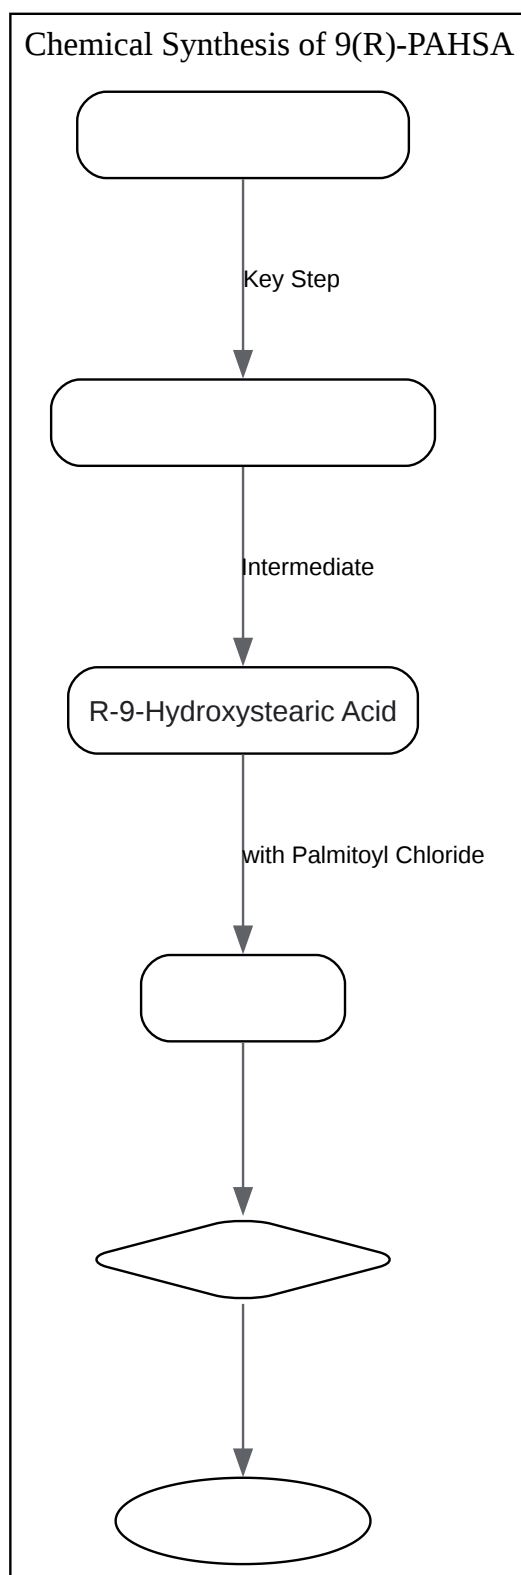 Chemical Synthesis of 9(R)-PAHSA
Key Step
Intermediate
R-9-Hydroxystearic Acid
with Palmitoyl Chloride